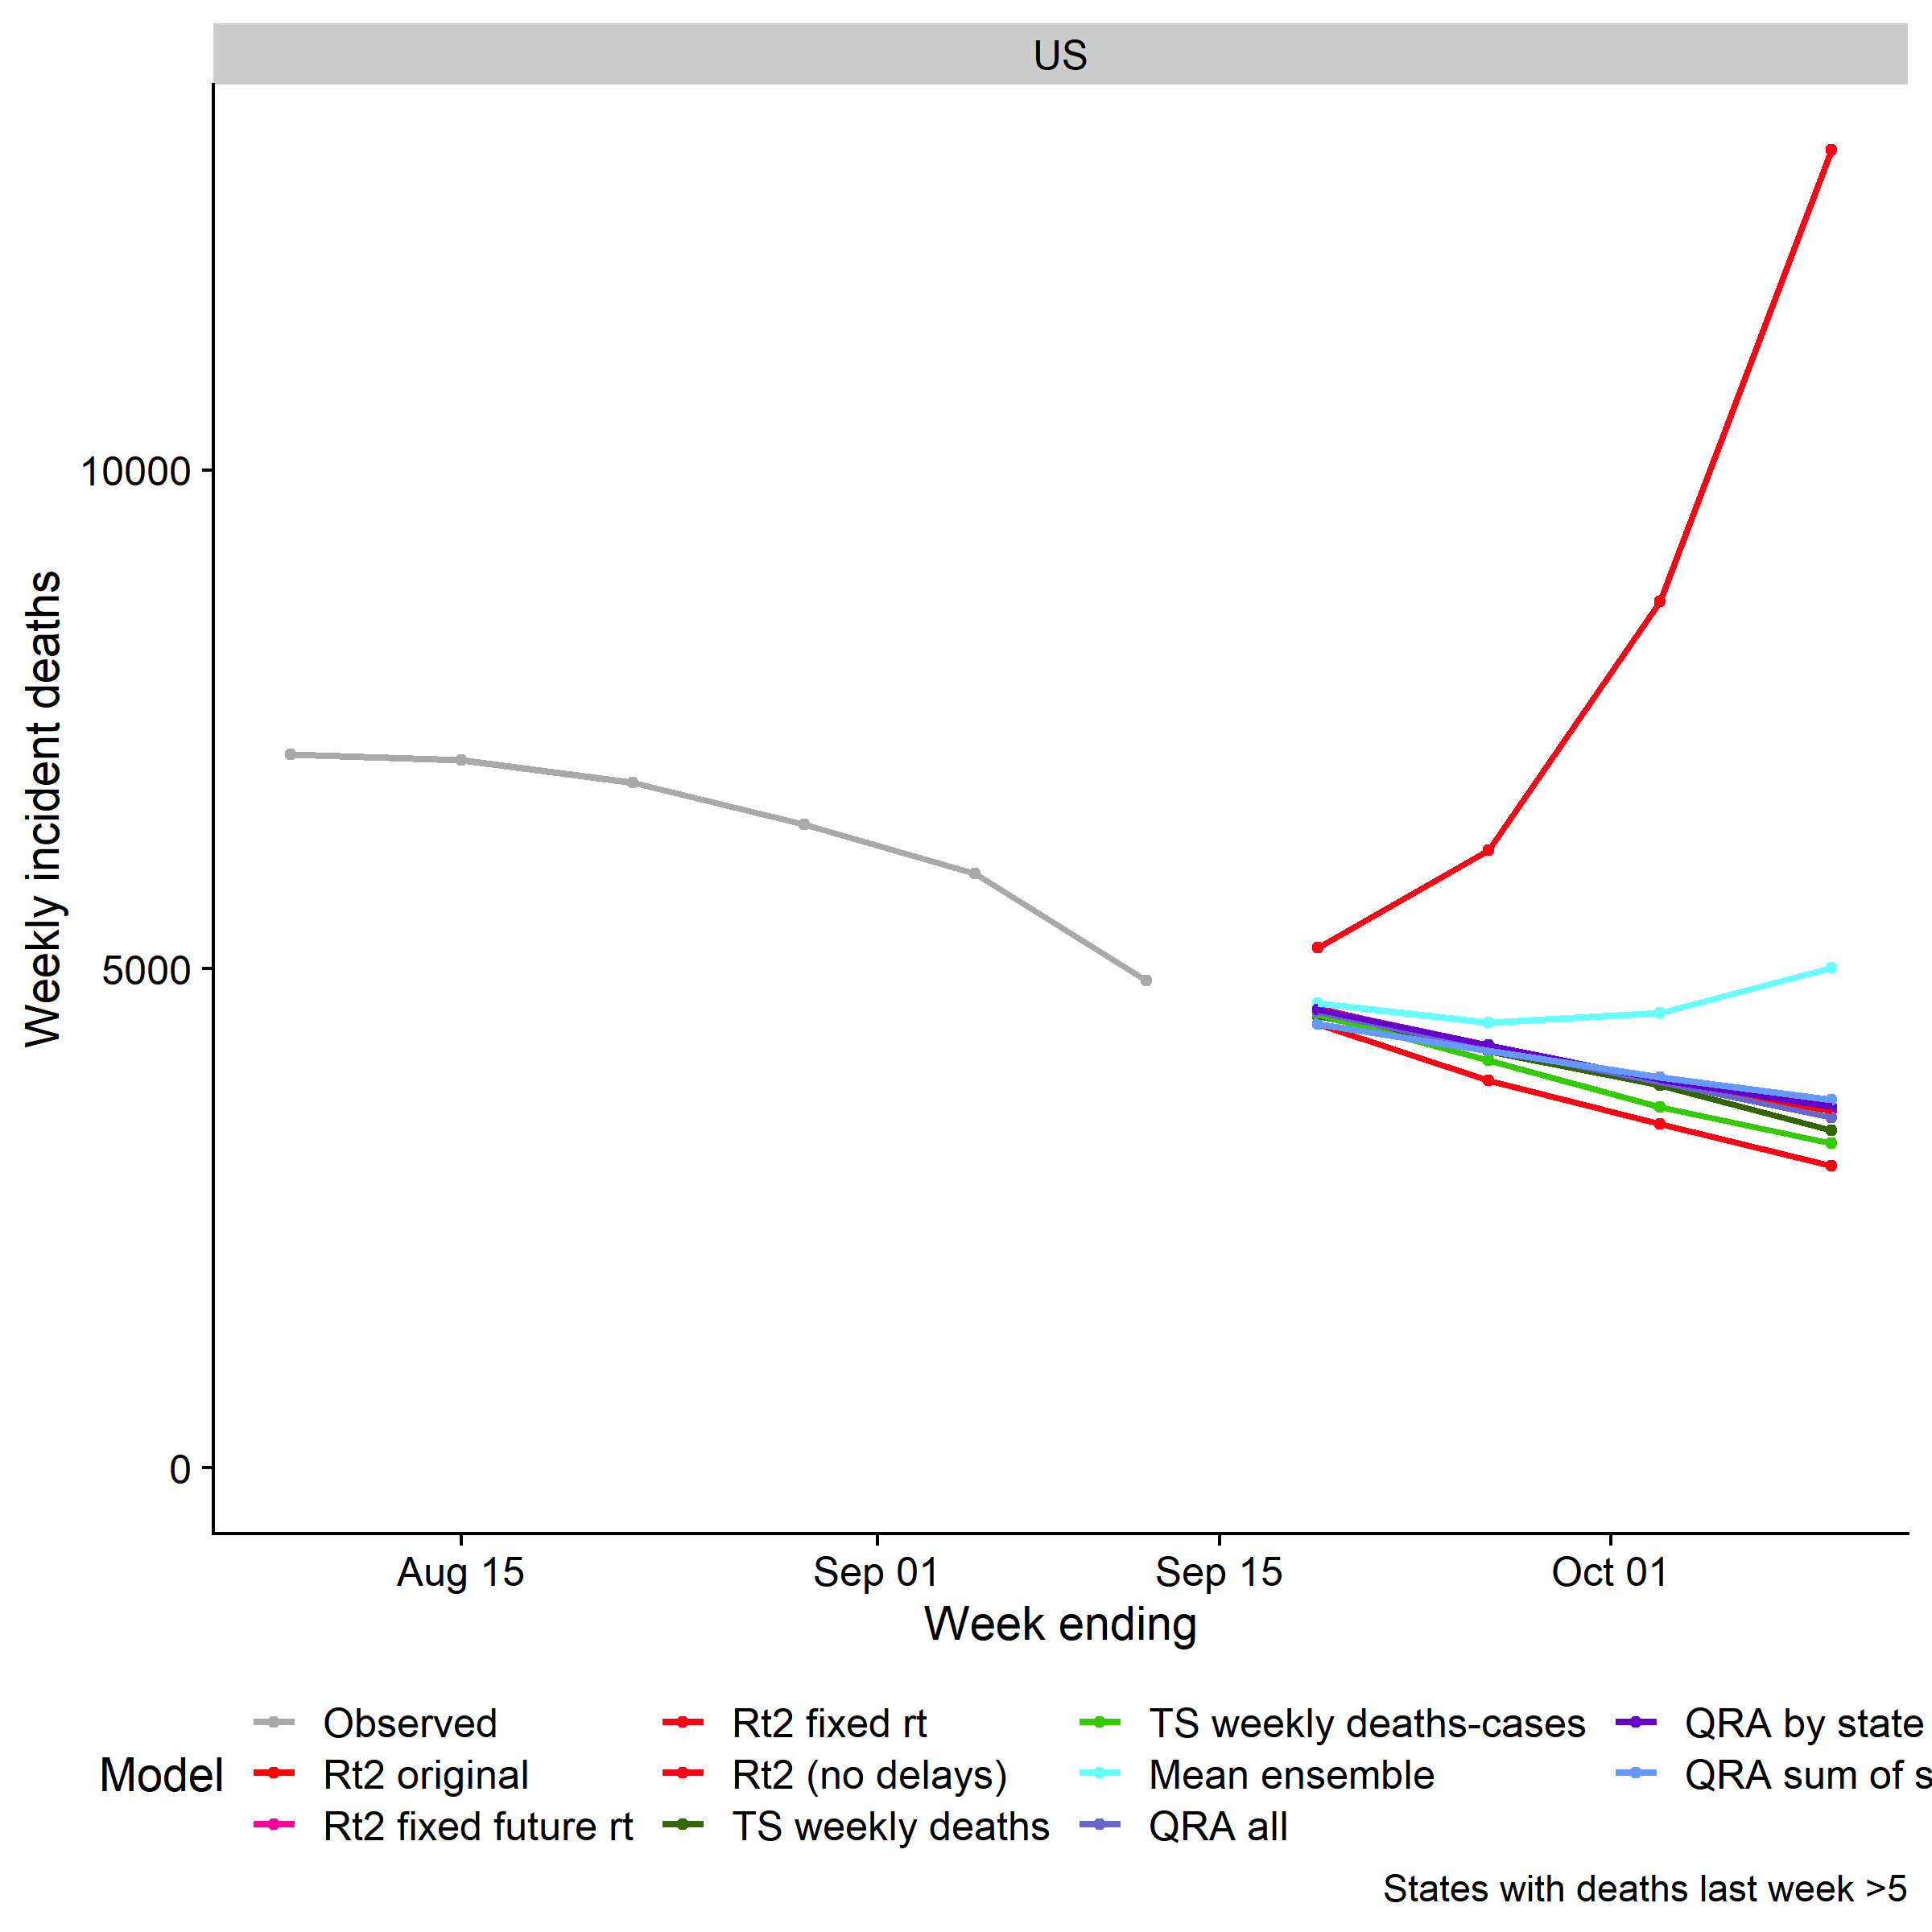 US
Weekly incident deaths
10000
5000
0
Aug 15 Sep 01 Sep 15 Oct 01
Week ending
Model
Observed Rt2 fixed rt TS weekly deaths-cases QRA by state
Rt2 original Rt2 (no delays) Mean ensemble QRA sum of s
Rt2 fixed future rt TS weekly deaths QRA all
States with deaths last week >5